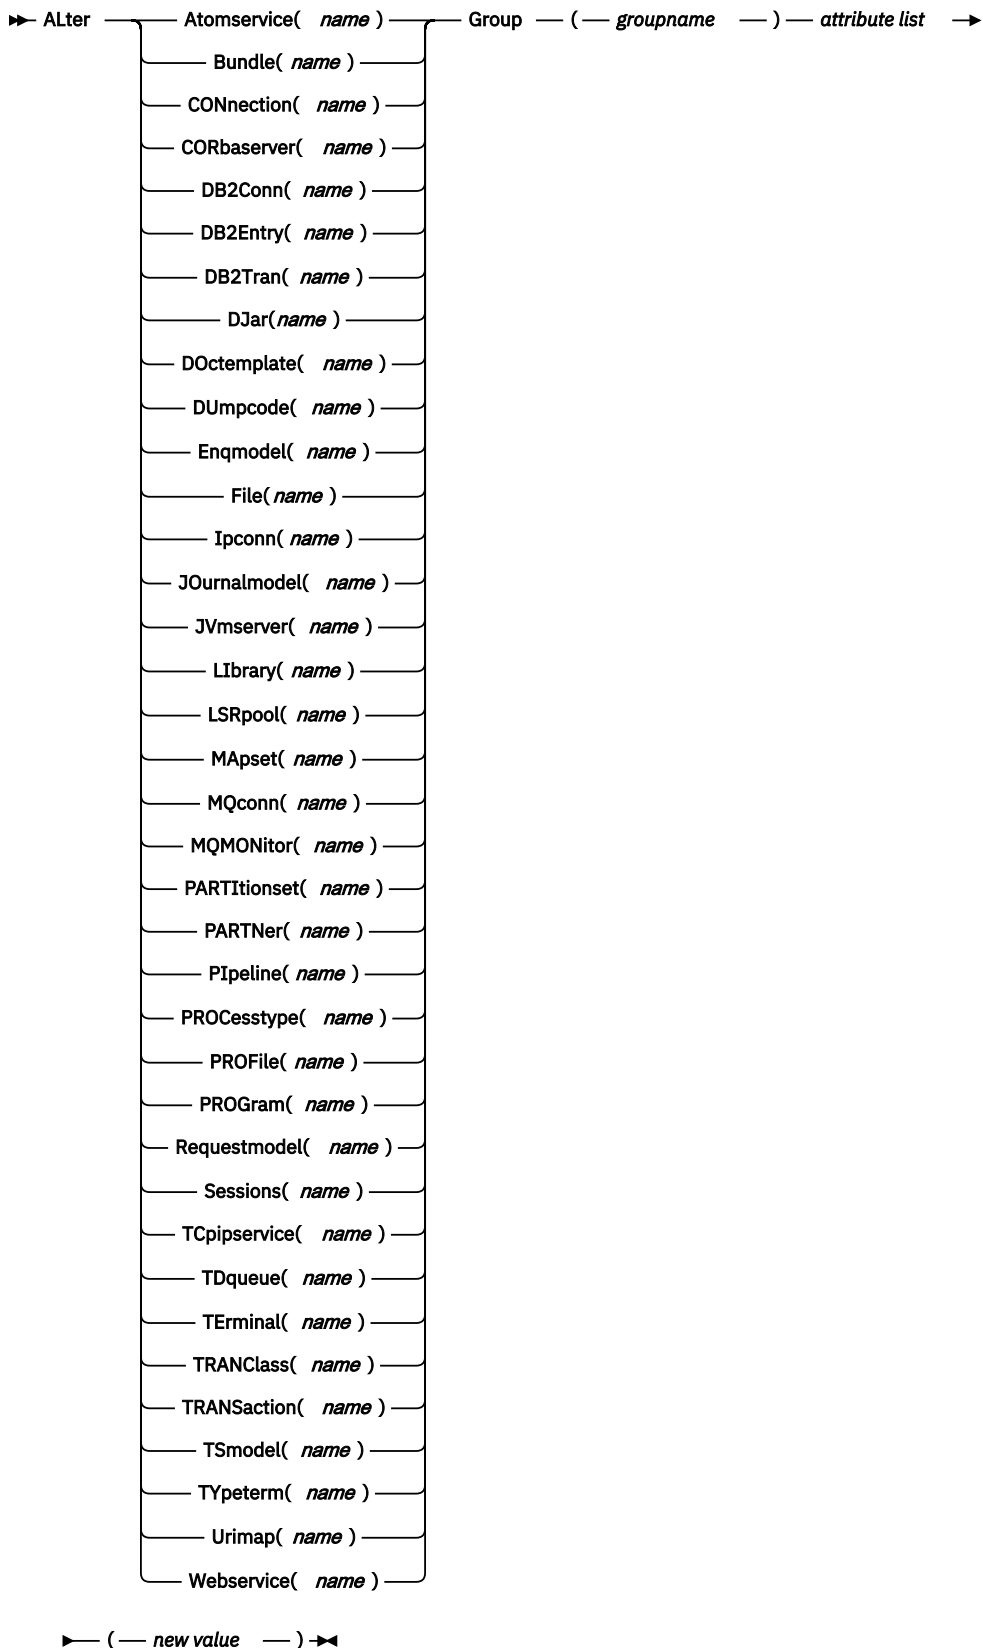 ALter Atomservice( name ) Group ( groupname ) attribute list
Bundle( name )
CONnection( name )
CORbaserver( name )
DB2Conn( name )
DB2Entry( name )
DB2Tran( name )
DJar(name )
DOctemplate( name )
DUmpcode( name )
Enqmodel( name )
File( name )
Ipconn( name )
JOurnalmodel( name )
JVmserver( name )
LIbrary( name )
LSRpool( name )
MApset( name )
MQconn( name )
MQMONitor( name )
PARTItionset( name )
PARTNer( name )
PIpeline( name )
PROCesstype( name )
PROFile( name )
PROGram( name )
Requestmodel( name )
Sessions( name )
TCpipservice( name )
TDqueue( name )
TErminal( name )
TRANClass( name )
TRANSaction( name )
TSmodel( name )
TYpeterm( name )
Urimap( name )
Webservice( name )
( new value )